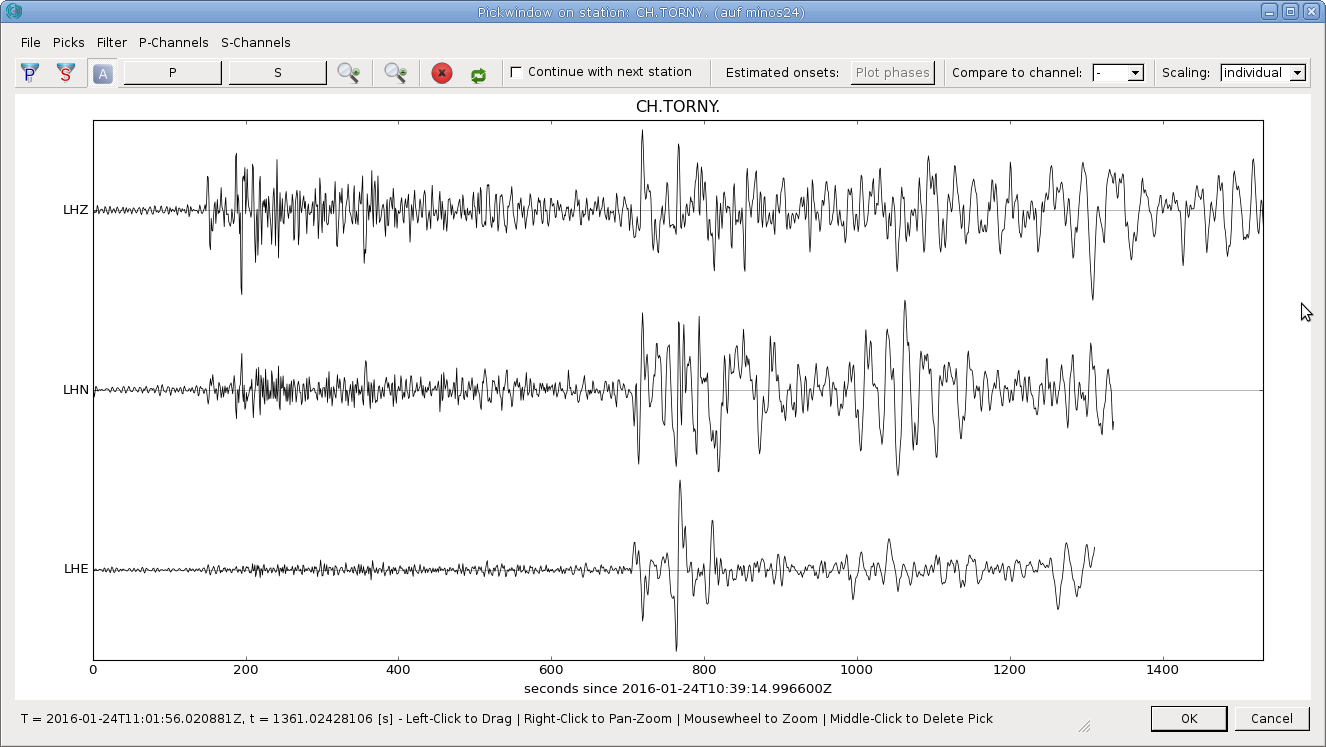 Pickwindow on station: CH.TORNY. (auf minos24)
File Picks Filter P-Channels S-Channels
P S A P S Continue with next station Estimated onsets: Plot phases Compare to channel: - Scaling: individual
CH.TORNY.
LHZ
LHN
LHE
0 200 400 600 800 1000 1200 1400
seconds since 2016-01-24T10:39:14.996600Z
T = 2016-01-24T11:01:56.020881Z, t = 1361.02428106 [s] - Left-Click to Drag | Right-Click to Pan-Zoom | Mousewheel to Zoom | Middle-Click to Delete Pick
OK Cancel